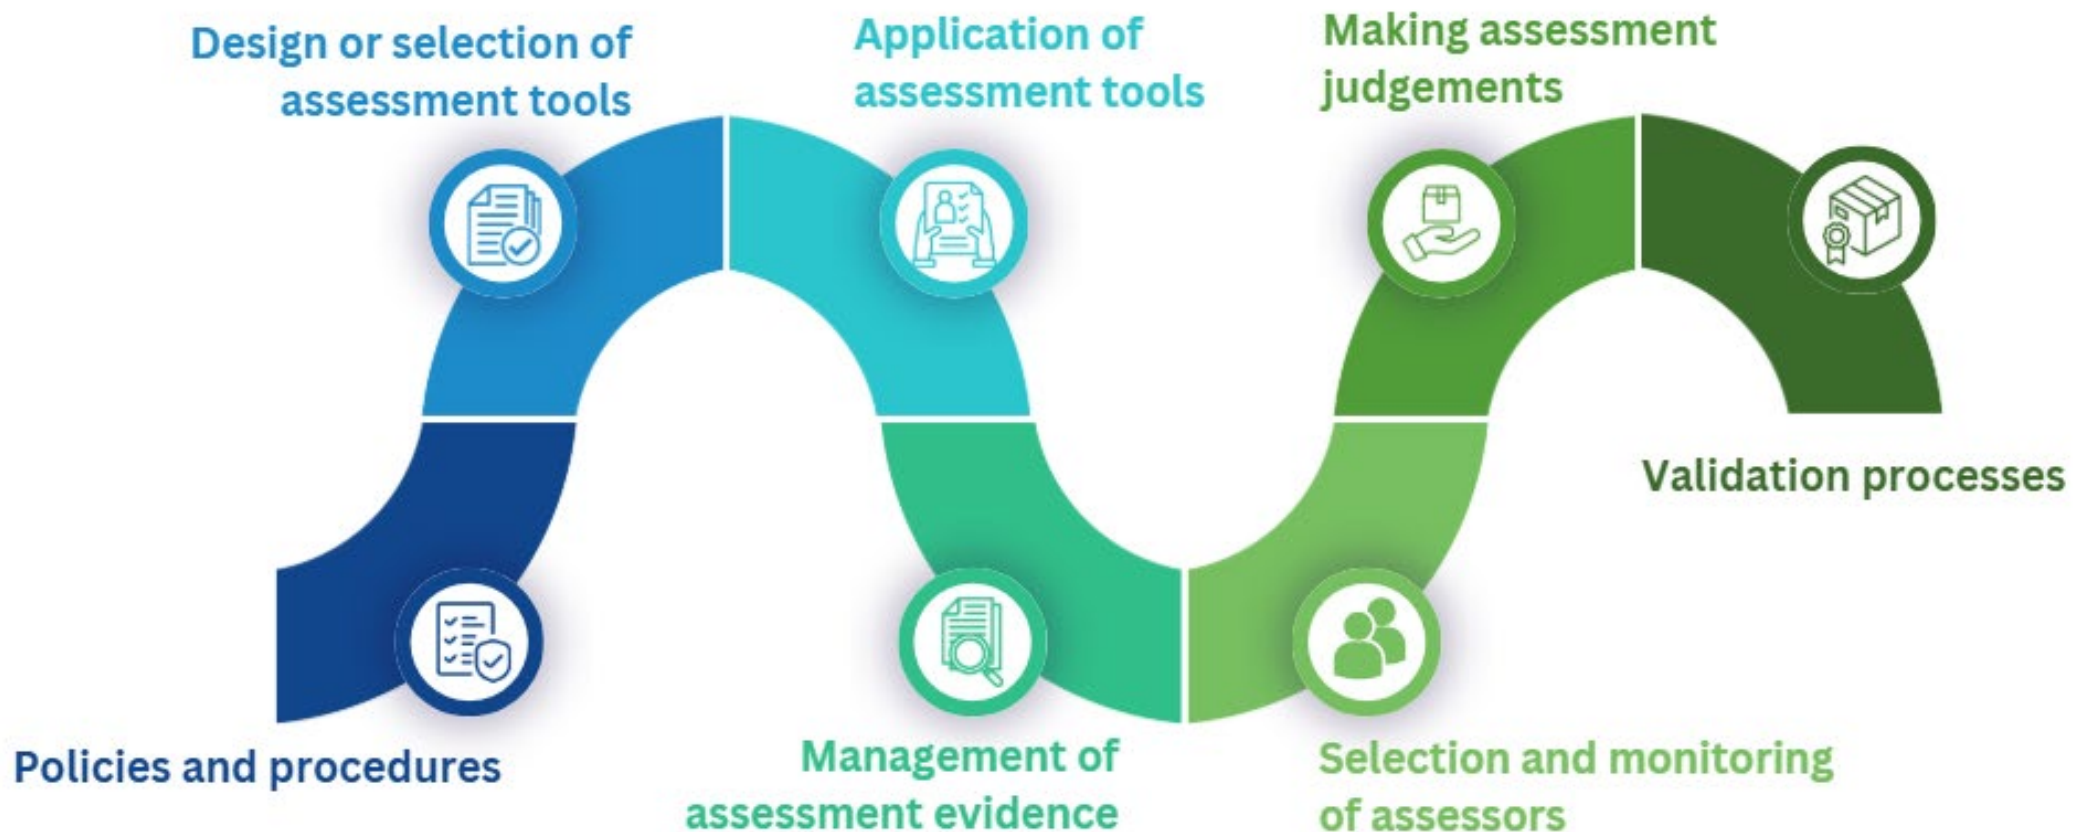 Design or selection of
assessment tools
Application of
assessment tools
Making assessment
judgements
Validation processes
Policies and procedures
Management of
assessment evidence
Selection and monitoring
of assessors